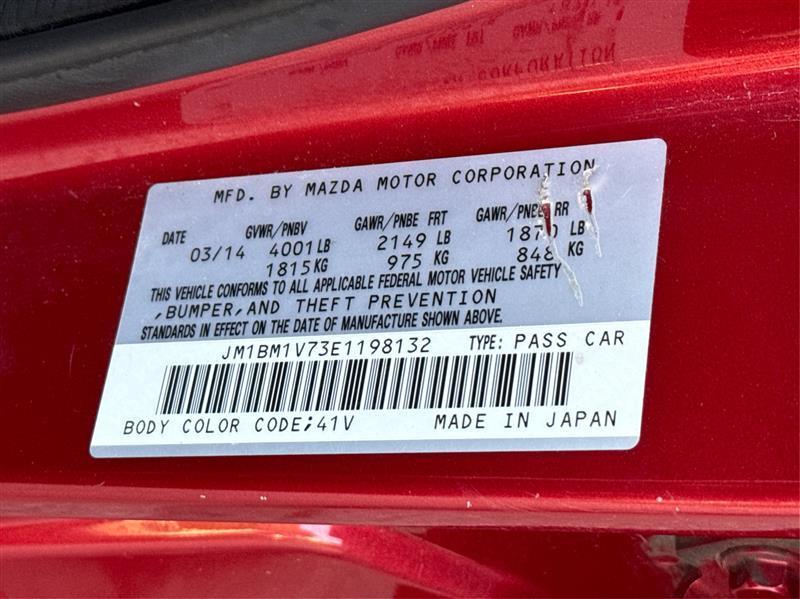 MFD. BY MAZDA MOTOR CORPORATION
DATE GVWR/PNBV GAWR/PNBE FRT GAWR/PNBE RR
03/14 4001LB 2149 LB 1870 LB
1815KG 975 KG 848 KG
THIS VEHICLE CONFORMS TO ALL APPLICABLE FEDERAL MOTOR VEHICLE SAFETY
,BUMPER,AND THEFT PREVENTION
STANDARDS IN EFFECT ON THE DATE OF MANUFACTURE SHOWN ABOVE.
JM1BM1V73E1198132 TYPE: PASS CAR
BODY COLOR CODE;41V MADE IN JAPAN